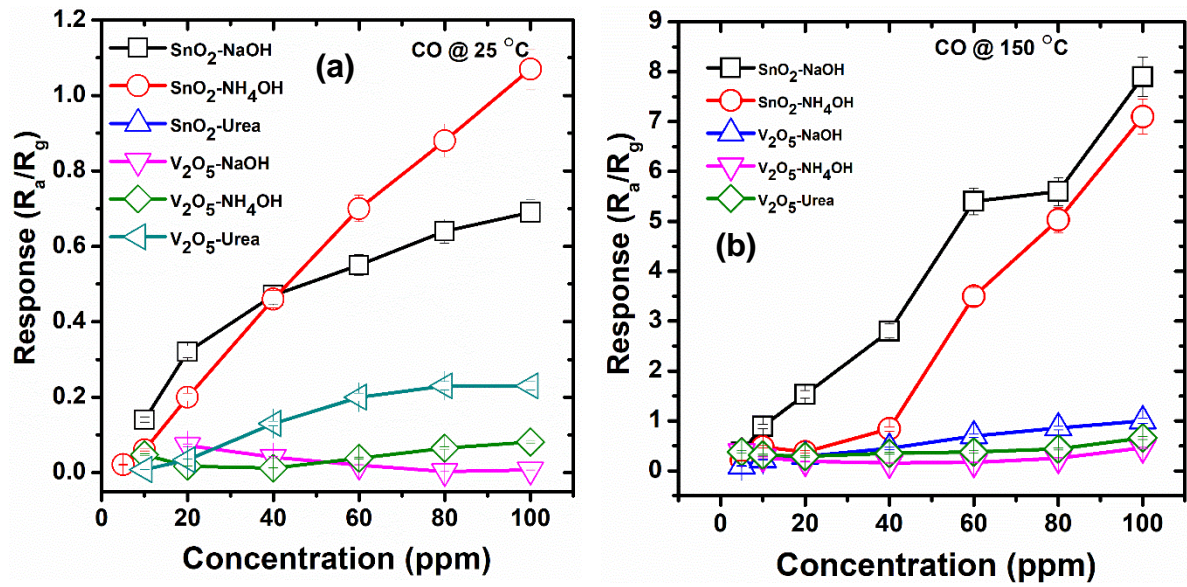 (a)
CO @ 25 °C
SnO₂-NaOH
SnO₂-NH₄OH
SnO₂-Urea
V₂O₅-NaOH
V₂O₅-NH₄OH
V₂O₅-Urea
Response (Rₐ/R_g)
1.2
1.0
0.8
0.6
0.4
0.2
0.0
0 20 40 60 80 100
Concentration (ppm)
(b)
CO @ 150 °C
SnO₂-NaOH
SnO₂-NH₄OH
V₂O₅-NaOH
V₂O₅-NH₄OH
V₂O₅-Urea
Response (Rₐ/R_g)
9
8
7
6
5
4
3
2
1
0
0 20 40 60 80 100
Concentration (ppm)